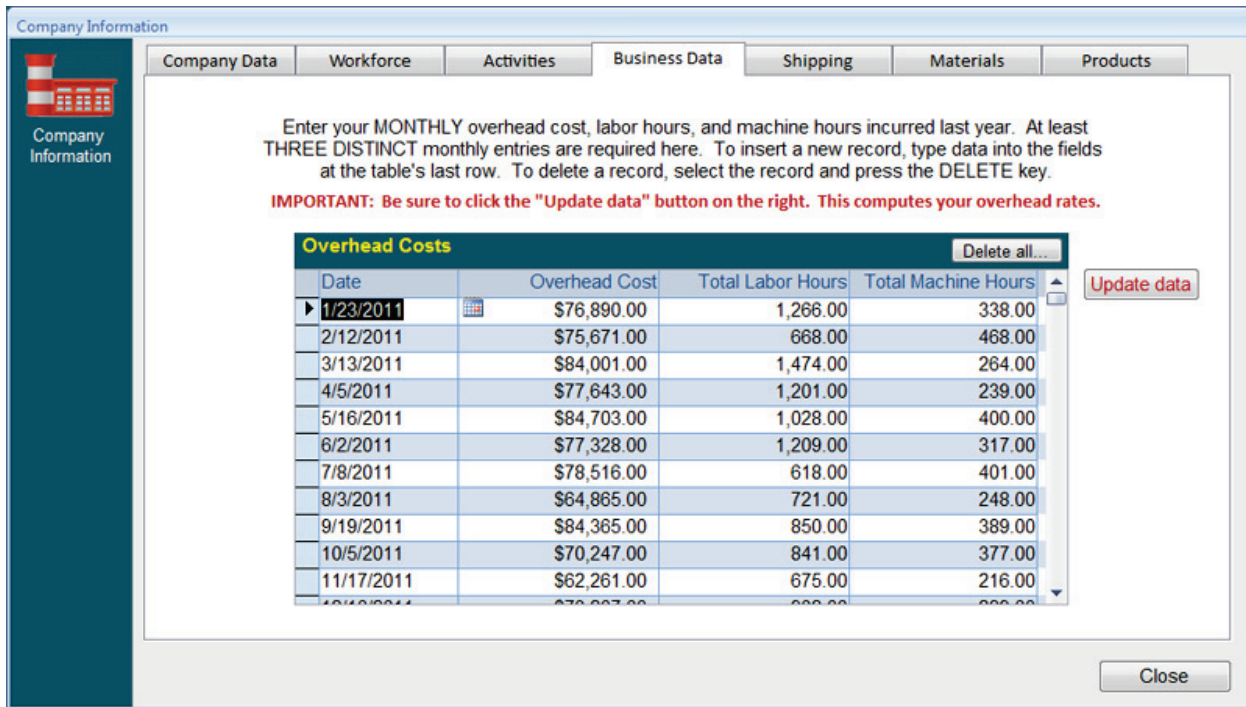 Company Information
Company Data Workforce Activities Business Data Shipping Materials Products
Company
Information
Enter your MONTHLY overhead cost, labor hours, and machine hours incurred last year. At least
THREE DISTINCT monthly entries are required here. To insert a new record, type data into the fields
at the table's last row. To delete a record, select the record and press the DELETE key.
IMPORTANT: Be sure to click the "Update data" button on the right. This computes your overhead rates.
Overhead Costs Delete all...
Date Overhead Cost Total Labor Hours Total Machine Hours Update data
1/23/2011 $76,890.00 1,266.00 338.00
2/12/2011 $75,671.00 668.00 468.00
3/13/2011 $84,001.00 1,474.00 264.00
4/5/2011 $77,643.00 1,201.00 239.00
5/16/2011 $84,703.00 1,028.00 400.00
6/2/2011 $77,328.00 1,209.00 317.00
7/8/2011 $78,516.00 618.00 401.00
8/3/2011 $64,865.00 721.00 248.00
9/19/2011 $84,365.00 850.00 389.00
10/5/2011 $70,247.00 841.00 377.00
11/17/2011 $62,261.00 675.00 216.00
Close